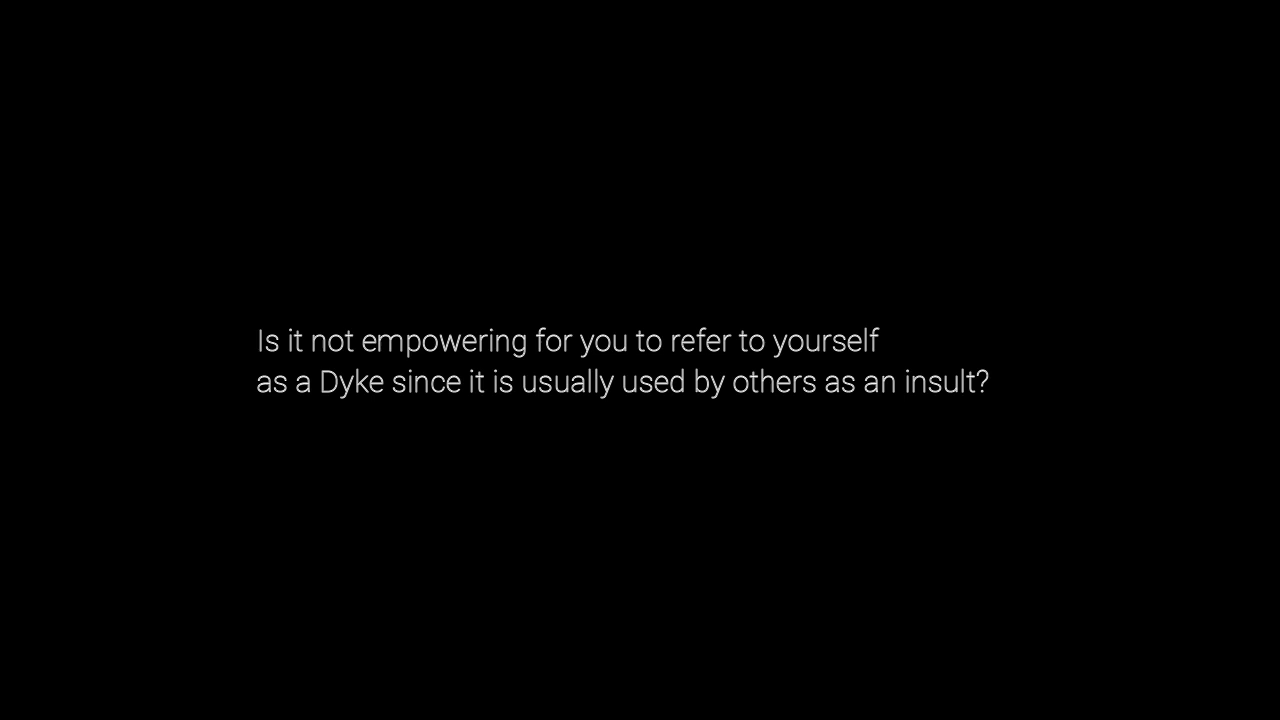 Is it not empowering for you to refer to yourself
as a Dyke since it is usually used by others as an insult?